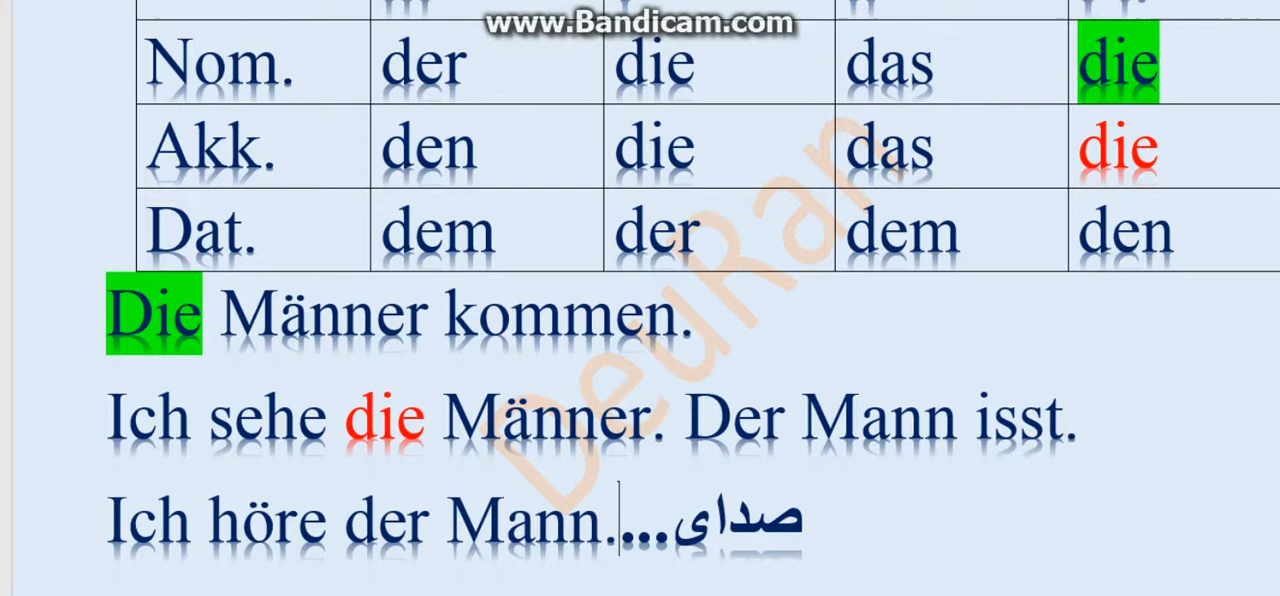 www.Bandicam.com
Nom. der die das die
Akk. den die das die
Dat. dem der dem den
Die Männer kommen.
Ich sehe die Männer. Der Mann isst.
Ich höre der Mann.صدای...
DeuRan